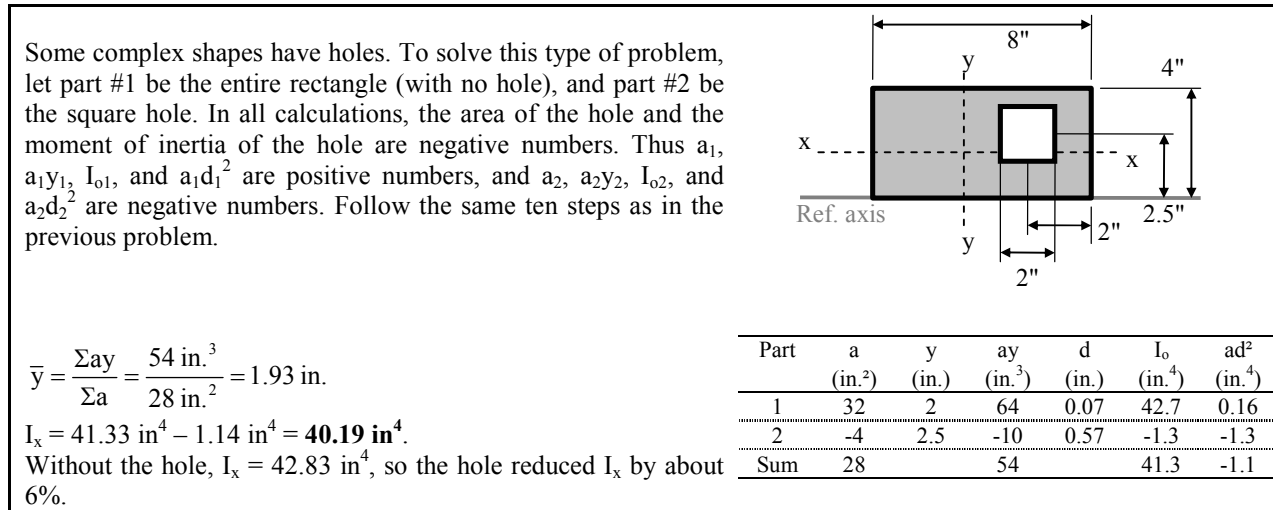 Some complex shapes have holes. To solve this type of problem,
let part #1 be the entire rectangle (with no hole), and part #2 be
the square hole. In all calculations, the area of the hole and the
moment of inertia of the hole are negative numbers. Thus a₁,
a₁y₁, Iₒ₁, and a₁d₁² are positive numbers, and a₂, a₂y₂, Iₒ₂, and
a₂d₂² are negative numbers. Follow the same ten steps as in the
previous problem.
8"
y
4"
x
x
Ref. axis
2.5"
2"
y
2"
ȳ = Σay / Σa = 54 in.³ / 28 in.² = 1.93 in.
Iₓ = 41.33 in⁴ – 1.14 in⁴ = 40.19 in⁴.
Without the hole, Iₓ = 42.83 in⁴, so the hole reduced Iₓ by about
6%.
Part a y ay d Iₒ ad²
(in.²) (in.) (in.³) (in.) (in.⁴) (in.⁴)
1 32 2 64 0.07 42.7 0.16
2 -4 2.5 -10 0.57 -1.3 -1.3
Sum 28 54 41.3 -1.1